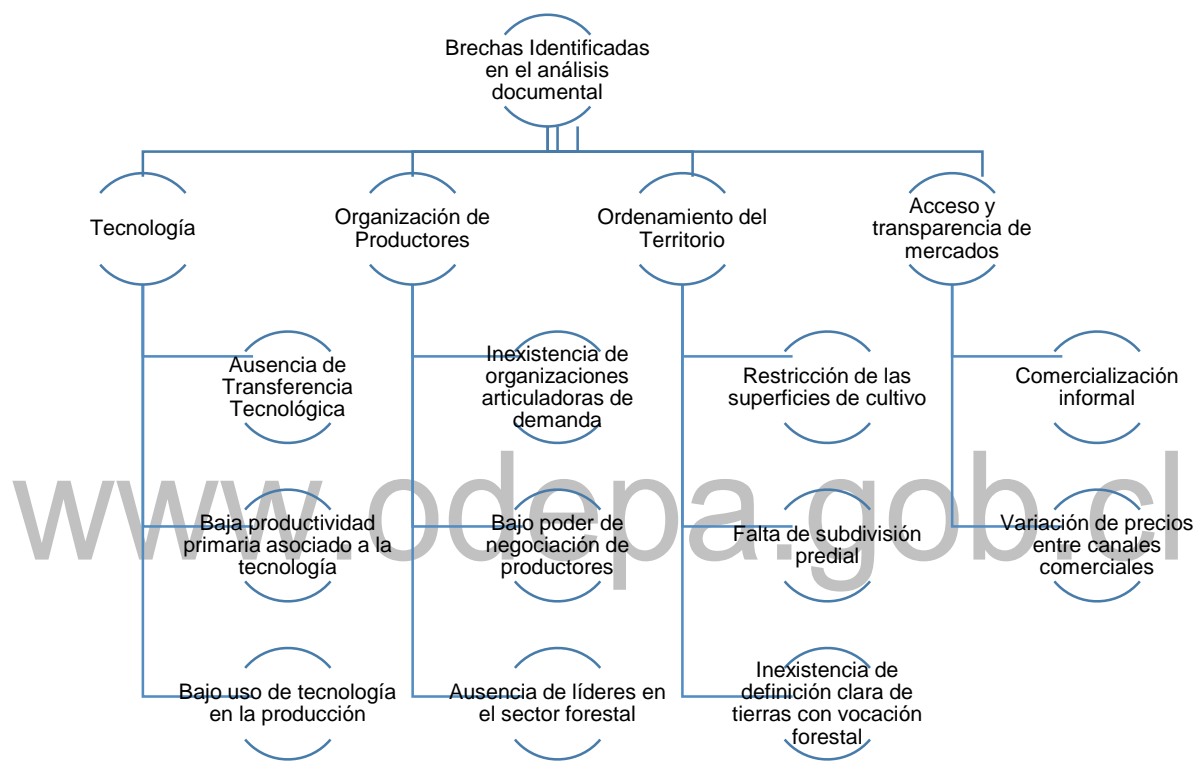 Brechas Identificadas
en el análisis
documental
Tecnología
Organización de
Productores
Ordenamiento del
Territorio
Acceso y
transparencia de
mercados
Ausencia de
Transferencia
Tecnológica
Inexistencia de
organizaciones
articuladoras de
demanda
Restricción de las
superficies de cultivo
Comercialización
informal
www.odepa.gob.cl
Baja productividad
primaria asociado a la
tecnología
Bajo poder de
negociación de
productores
Falta de subdivisión
predial
Variación de precios
entre canales
comerciales
Bajo uso de tecnología
en la producción
Ausencia de líderes en
el sector forestal
Inexistencia de
definición clara de
tierras con vocación
forestal